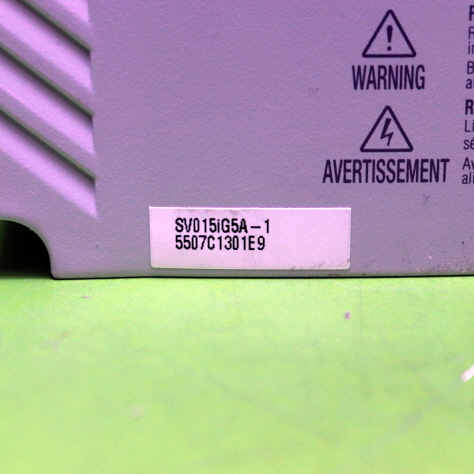 WARNING
AVERTISSEMENT
SV015iG5A-1
5507C1301E9